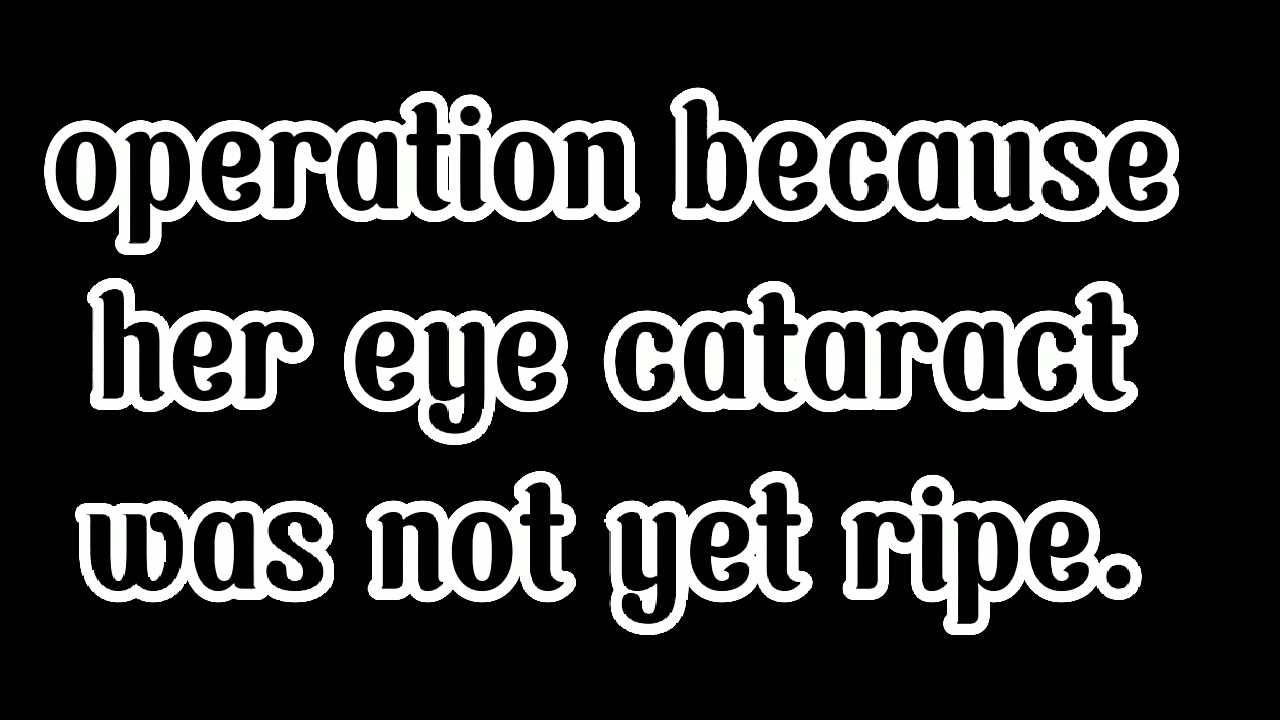 operation because
her eye cataract
was not yet ripe.